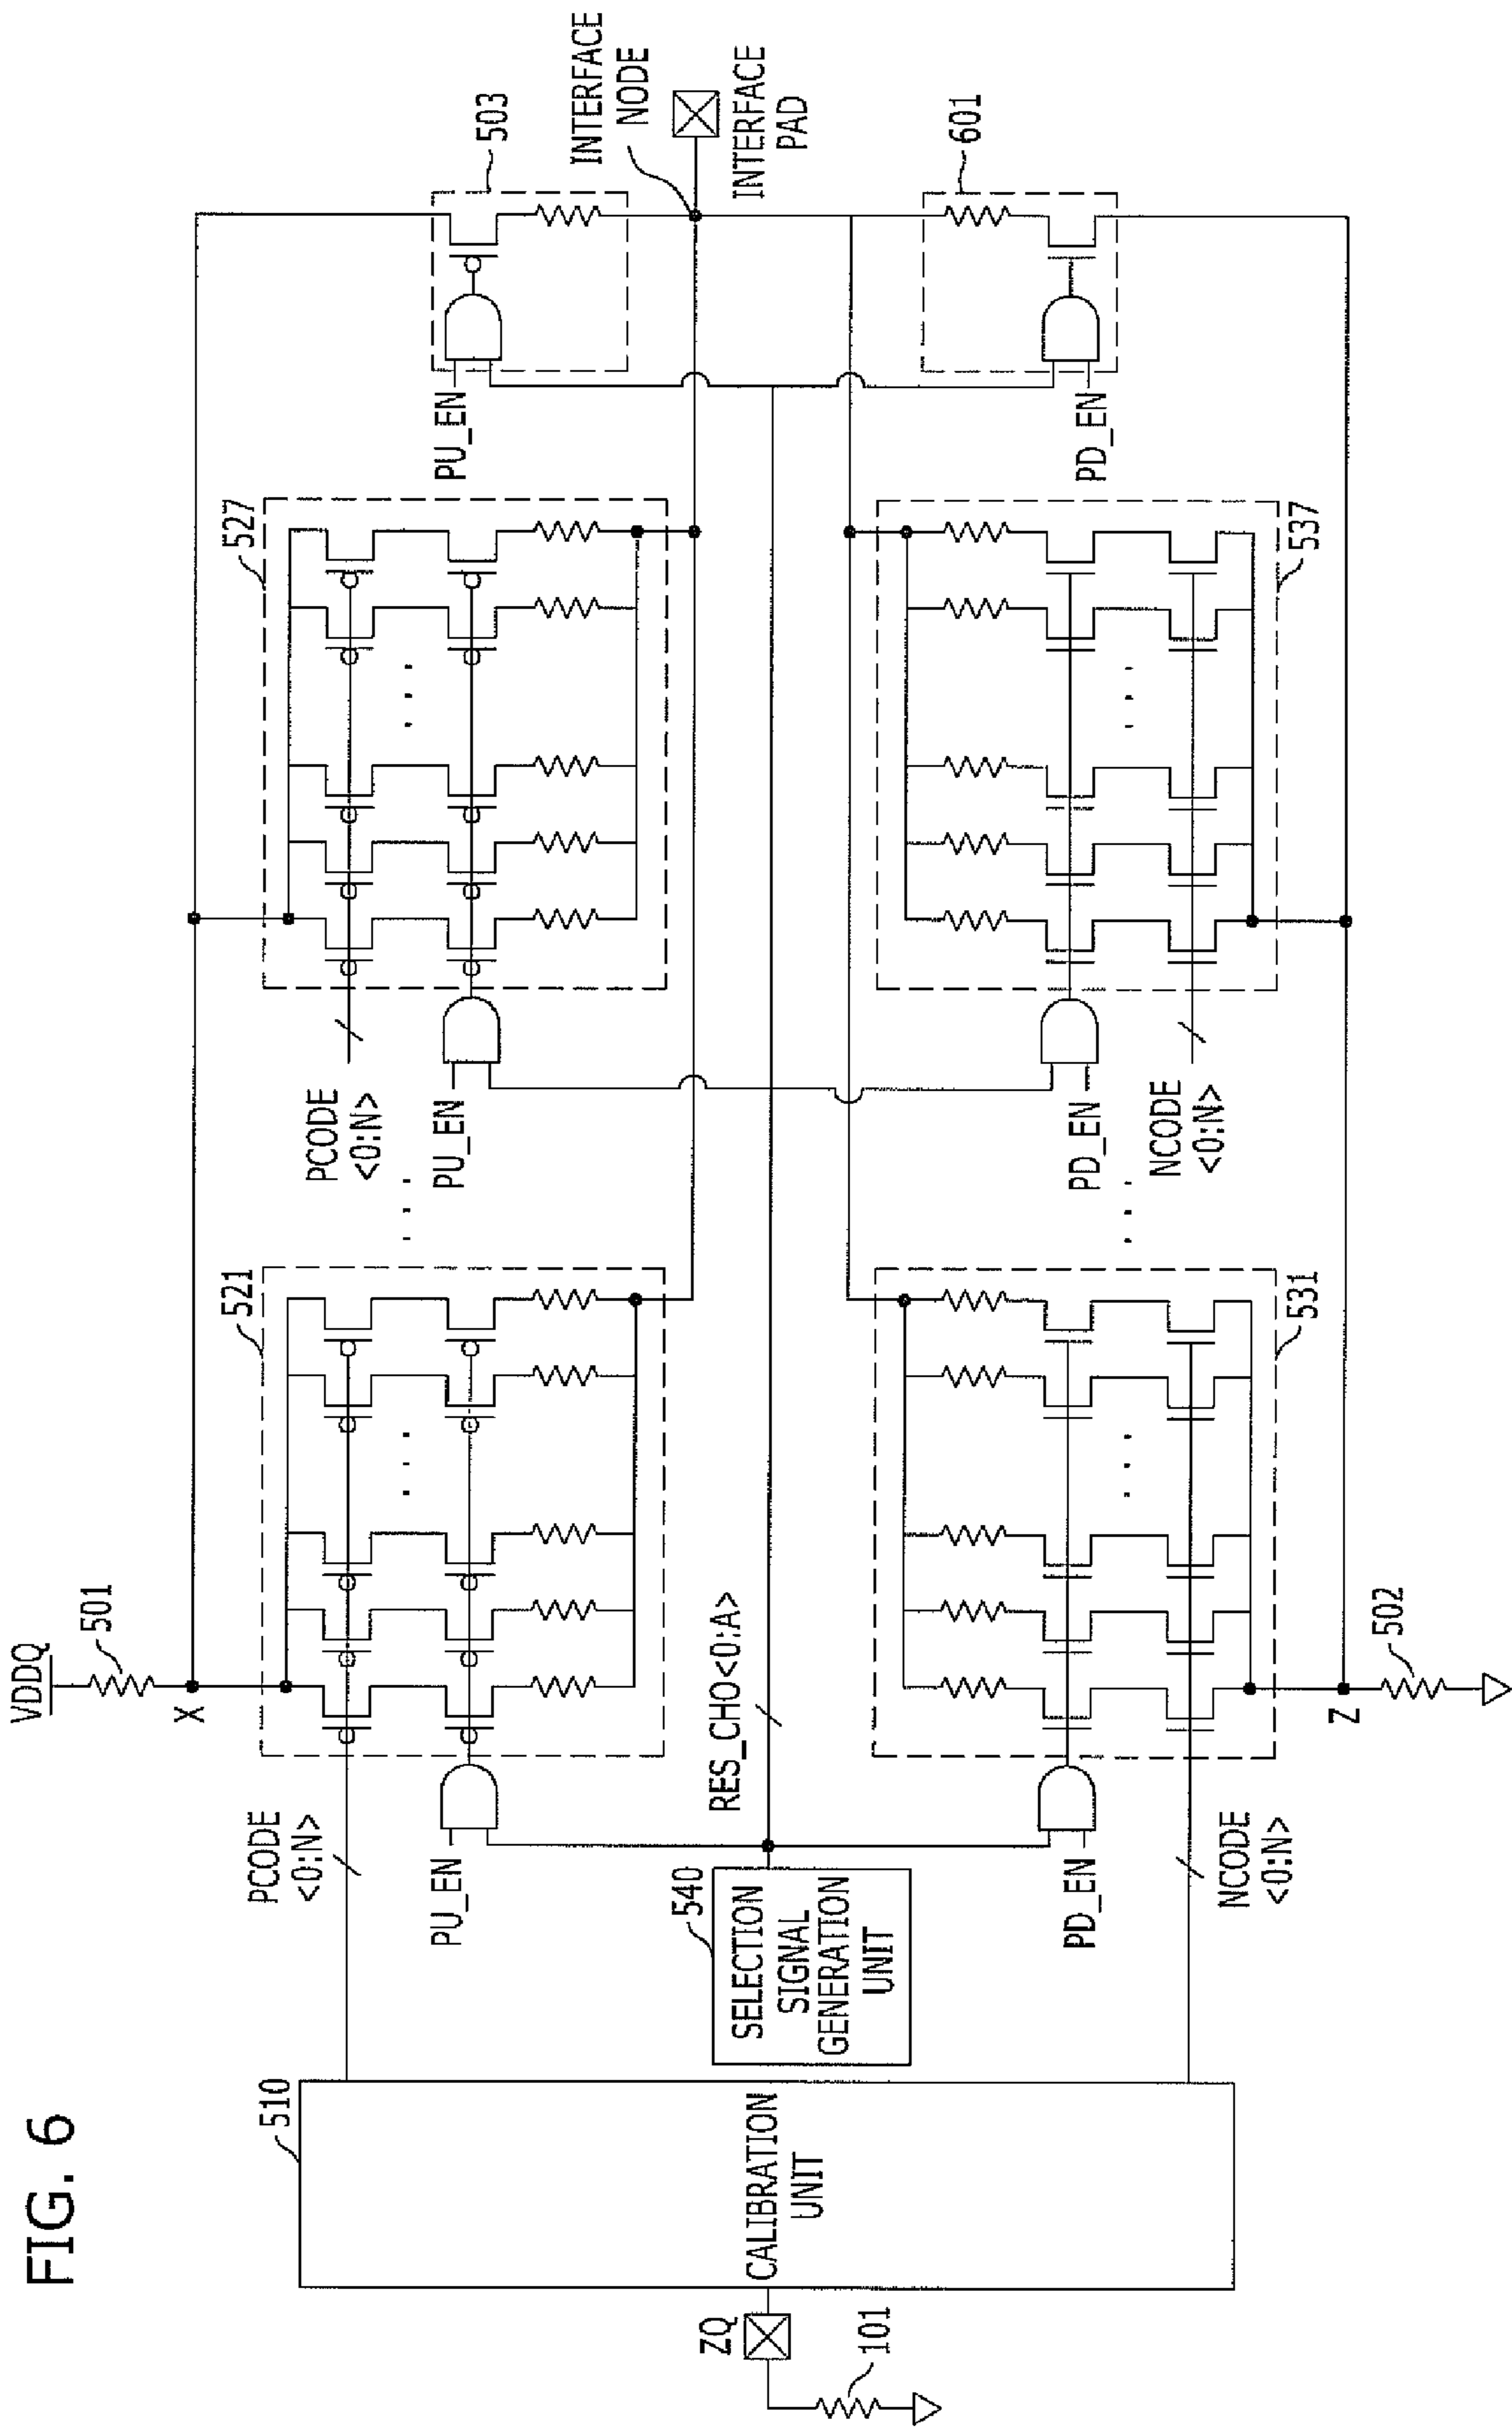 FIG. 6
VDDQ
501
X
521
527
503
INTERFACE
NODE
INTERFACE
PAD
PCODE
<0:N>
PCODE
<0:N>
PU_EN
PU_EN
PU_EN
510
CALIBRATION
UNIT
ZQ
101
540
SELECTION
SIGNAL
GENERATION
UNIT
RES_CHO<0:A>
601
PD_EN
PD_EN
PD_EN
NCODE
<0:N>
NCODE
<0:N>
531
537
Z
502